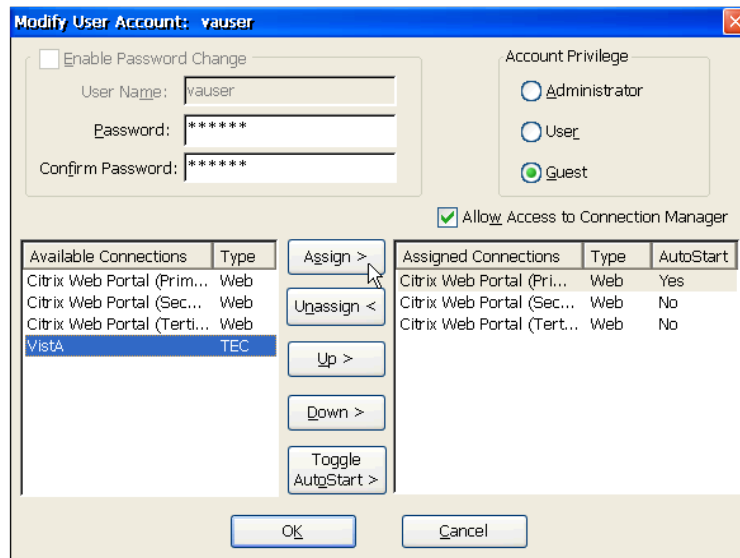 Modify User Account: vauser
Enable Password Change
User Name: vauser
Password: ******
Confirm Password: ******
Account Privilege
Administrator
User
Guest
Allow Access to Connection Manager
Available Connections Type
Citrix Web Portal (Prim... Web
Citrix Web Portal (Sec... Web
Citrix Web Portal (Terti... Web
VistA TEC
Assign >
Unassign <
Up >
Down >
Toggle
AutoStart >
Assigned Connections Type AutoStart
Citrix Web Portal (Pri... Web Yes
Citrix Web Portal (Sec... Web No
Citrix Web Portal (Tert... Web No
OK
Cancel